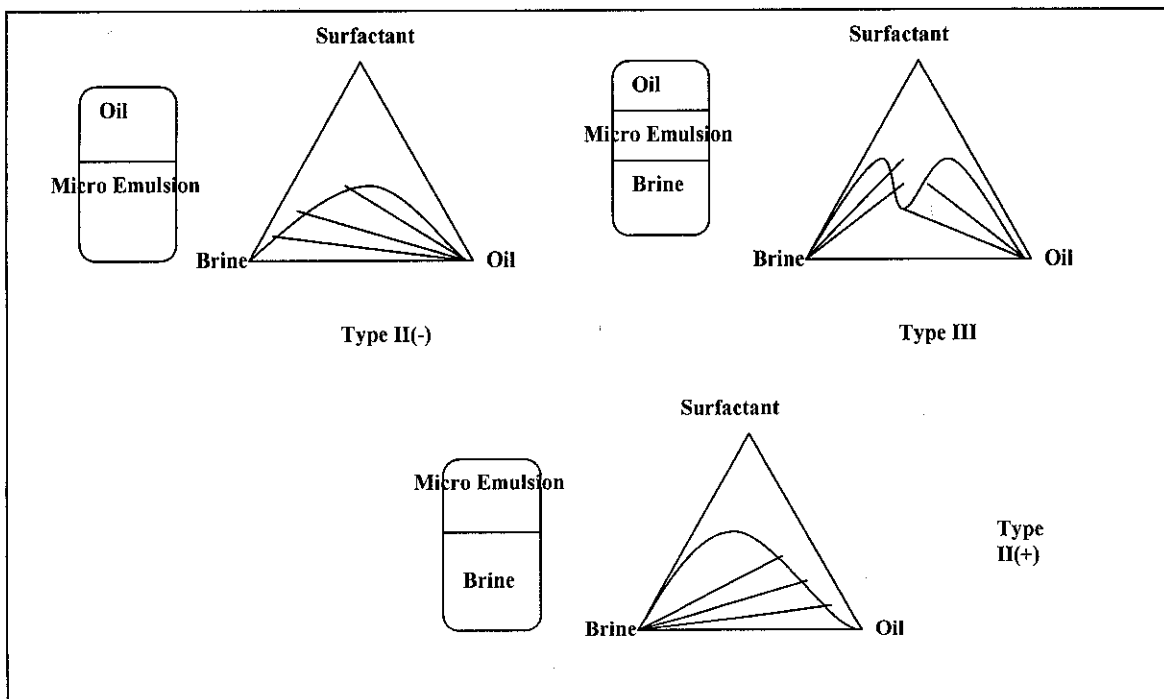 Surfactant
Oil
Micro Emulsion
Brine
Oil
Type II(-)
Surfactant
Oil
Micro Emulsion
Brine
Brine
Oil
Type III
Surfactant
Micro Emulsion
Brine
Brine
Oil
Type
II(+)